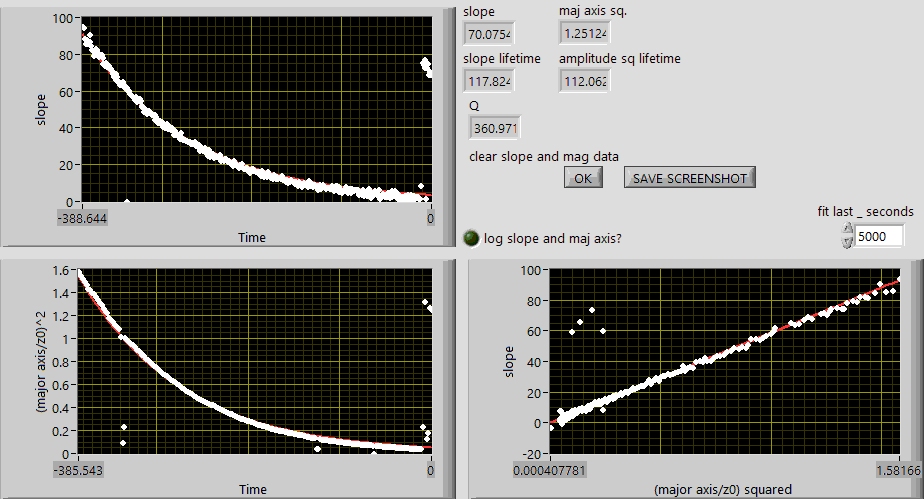 100
80
60
40
20
0
slope
-388.644
0
Time
slope
maj axis sq.
70.0754
1.25124
slope lifetime
amplitude sq lifetime
117.824
112.062
Q
360.971
clear slope and mag data
OK
SAVE SCREENSHOT
fit last _ seconds
log slope and maj axis?
5000
1.6
1.4
1.2
1
0.8
0.6
0.4
0.2
0
(major axis/z0)^2
-385.543
0
Time
100
80
60
40
20
0
-20
slope
0.000407781
1.58166
(major axis/z0) squared